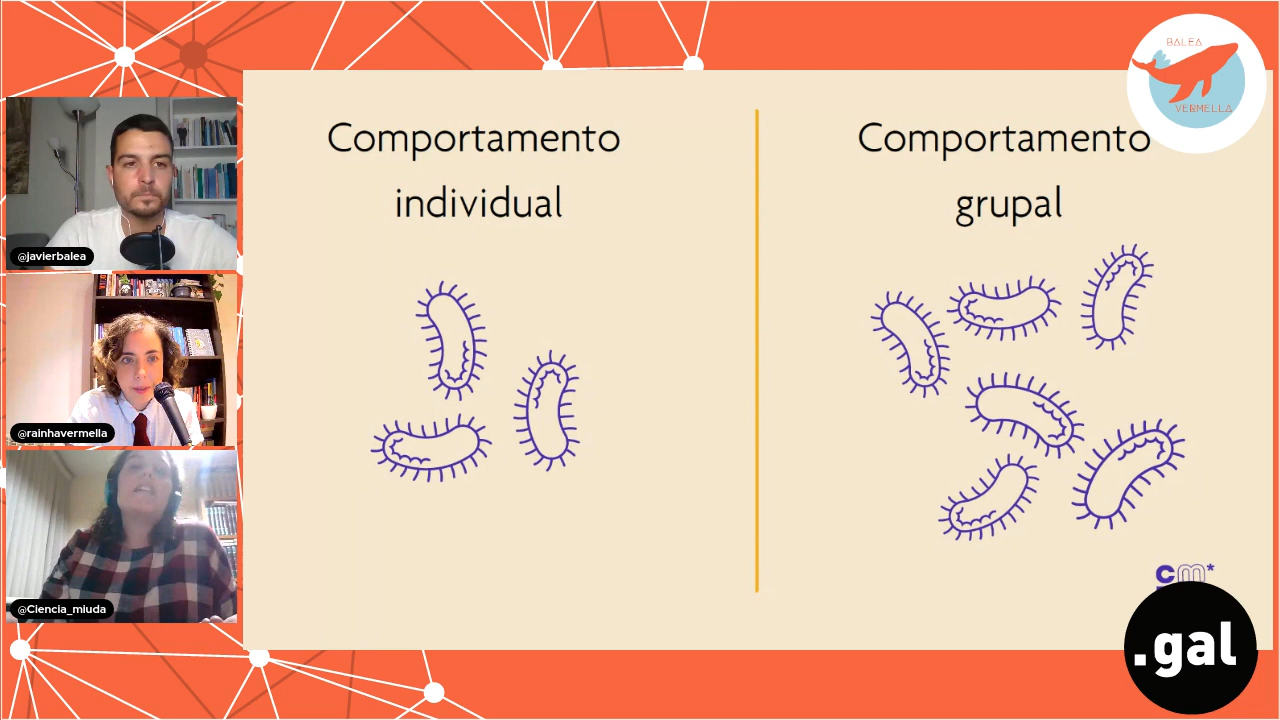 Comportamento
individual
Comportamento
grupal
BALEA
VERMELLA
@javierbalea
@rainhavermella
@Ciencia_miuda
cm*
.gal